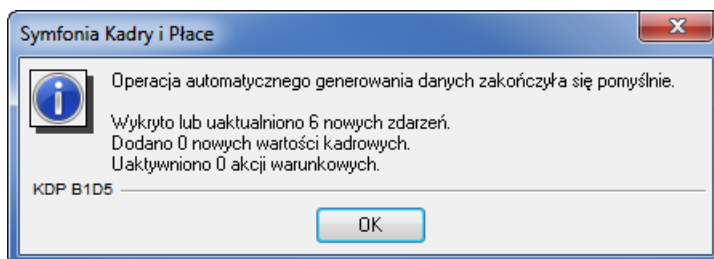 Symfonia Kadry i Płace
Operacja automatycznego generowania danych zakończyła się pomyślnie.
Wykryto lub uaktualniono 6 nowych zdarzeń.
Dodano 0 nowych wartości kadrowych.
Uaktywniono 0 akcji warunkowych.
KDP B1D5
OK